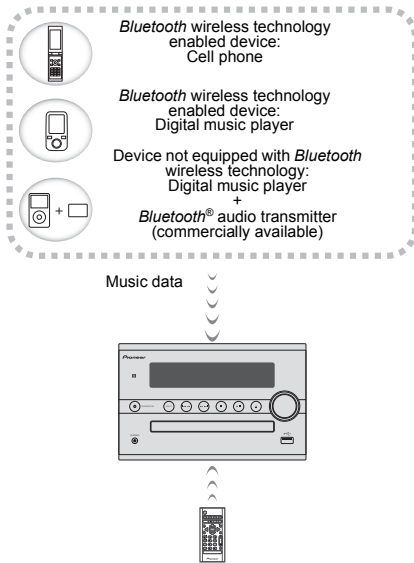 Bluetooth wireless technology
enabled device:
Cell phone
Bluetooth wireless technology
enabled device:
Digital music player
Device not equipped with Bluetooth
wireless technology:
Digital music player
+
Bluetooth® audio transmitter
(commercially available)
+
Music data
Pioneer
Pioneer